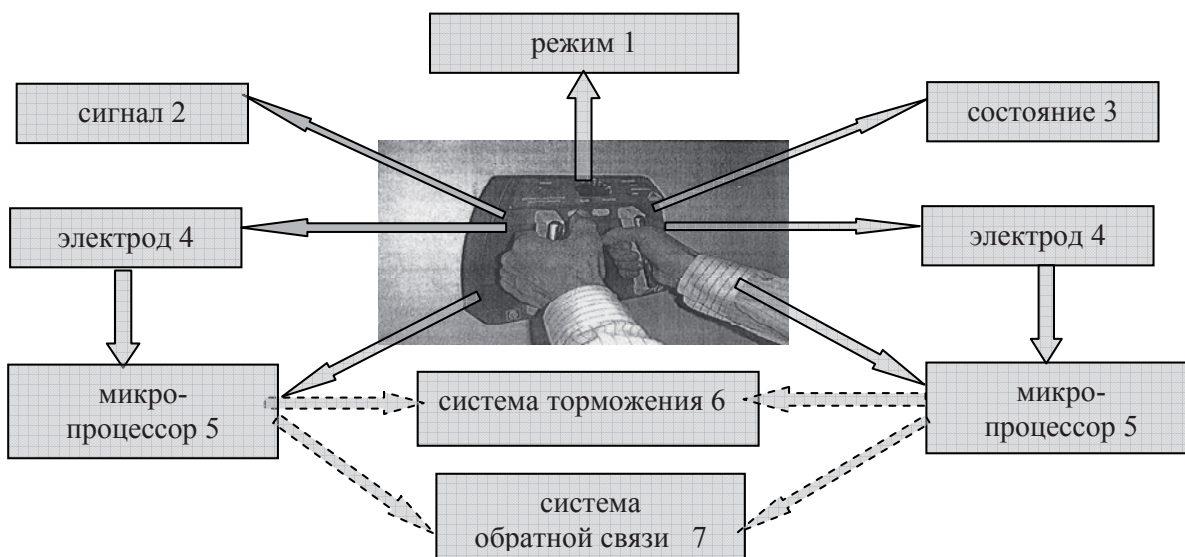 режим 1
сигнал 2
состояние 3
электрод 4
электрод 4
микро-
процессор 5
система торможения 6
микро-
процессор 5
система
обратной связи 7